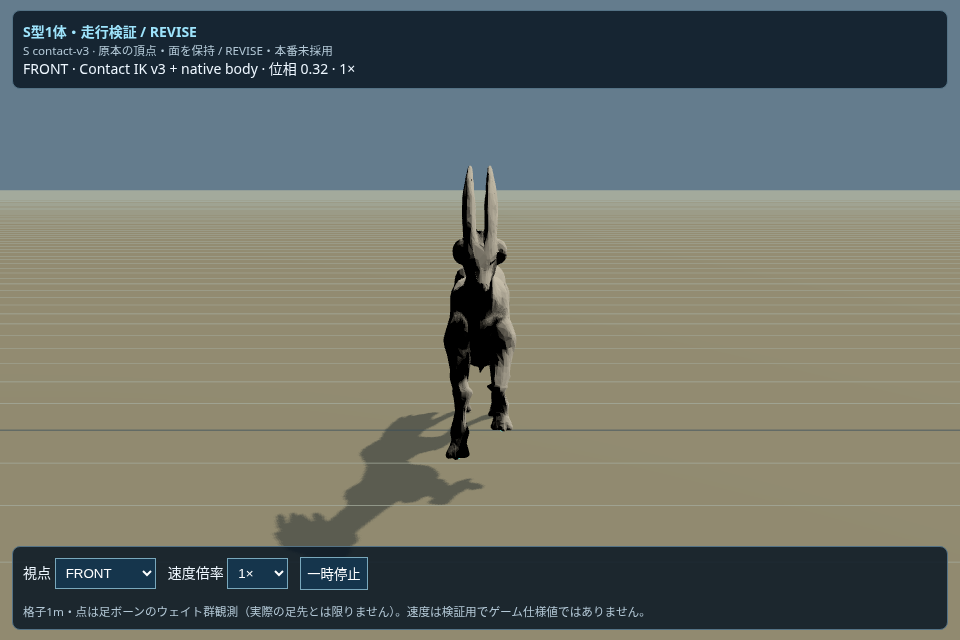 S型1体・走行検証 / REVISE
S contact-v3 · 原本の頂点・面を保持 / REVISE・本番未採用
FRONT · Contact IK v3 + native body · 位相 0.32 · 1×
視点 FRONT 速度倍率 1× 一時停止
格子1m・点は足ボーンのウェイト群観測（実際の足先とは限りません）。速度は検証用でゲーム仕様値ではありません。